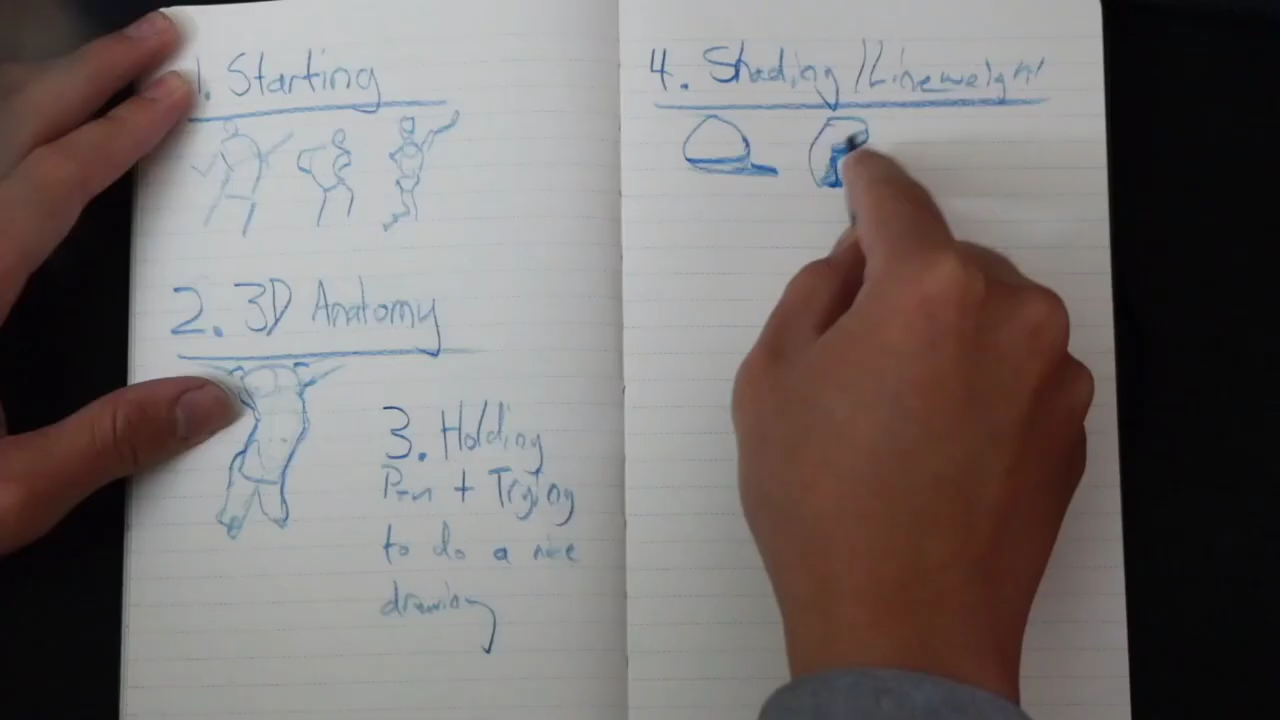 1. Starting
2. 3D Anatomy
3. Holding
Pen + Trying
to do a nice
drawing
4. Shading / Lineweight